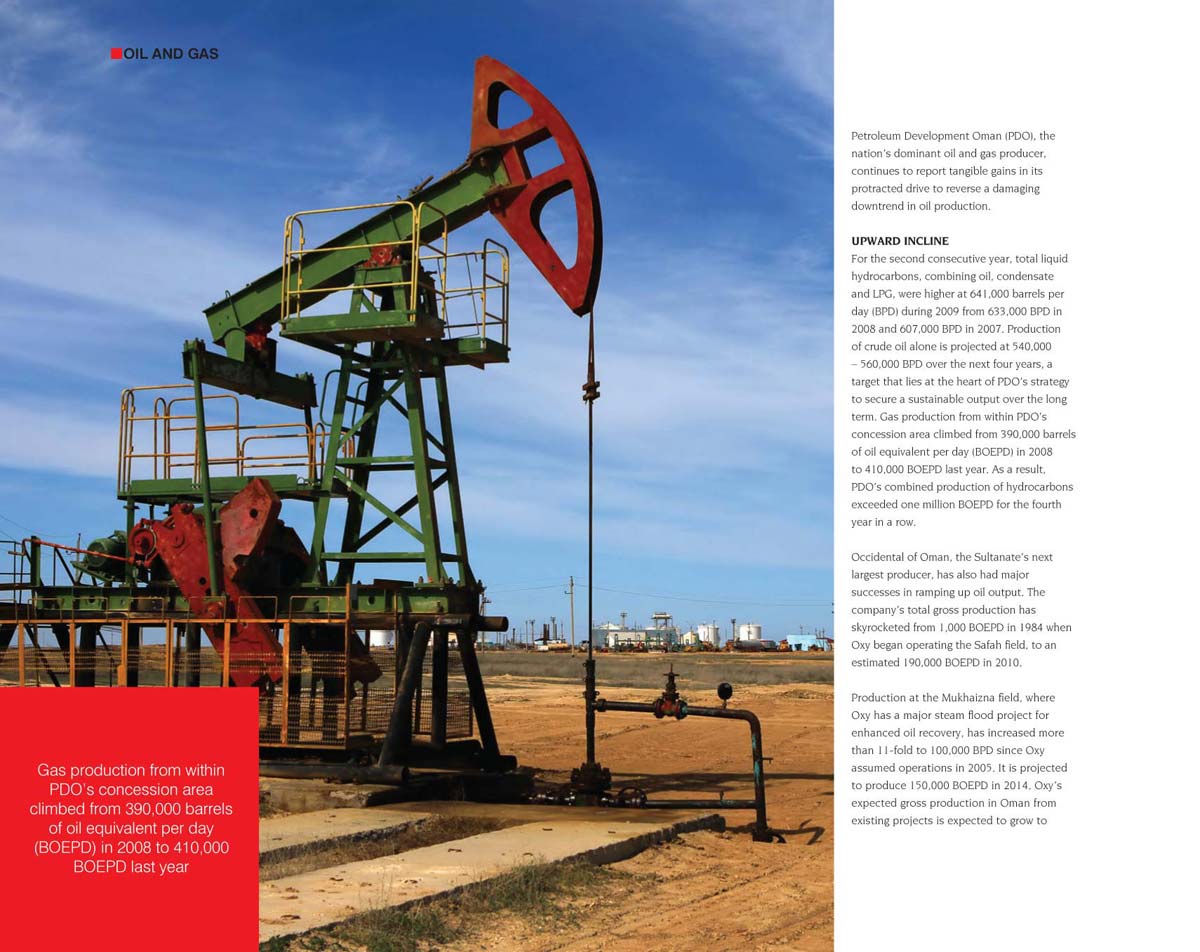 OIL AND GAS
Petroleum Development Oman (PDO), the
nation's dominant oil and gas producer,
continues to report tangible gains in its
protracted drive to reverse a damaging
downtrend in oil production.
UPWARD INCLINE
For the second consecutive year, total liquid
hydrocarbons, combining oil, condensate
and LPG, were higher at 641,000 barrels per
day (BPD) during 2009 from 633,000 BPD in
2008 and 607,000 BPD in 2007. Production
of crude oil alone is projected at 540,000
– 560,000 BPD over the next four years, a
target that lies at the heart of PDO's strategy
to secure a sustainable output over the long
term. Gas production from within PDO's
concession area climbed from 390,000 barrels
of oil equivalent per day (BOEPD) in 2008
to 410,000 BOEPD last year. As a result,
PDO's combined production of hydrocarbons
exceeded one million BOEPD for the fourth
year in a row.
Occidental of Oman, the Sultanate's next
largest producer, has also had major
successes in ramping up oil output. The
company's total gross production has
skyrocketed from 1,000 BOEPD in 1984 when
Oxy began operating the Safah field, to an
estimated 190,000 BOEPD in 2010.
Production at the Mukhaizna field, where
Oxy has a major steam flood project for
enhanced oil recovery, has increased more
than 11-fold to 100,000 BPD since Oxy
assumed operations in 2005. It is projected
to produce 150,000 BOEPD in 2014. Oxy's
expected gross production in Oman from
existing projects is expected to grow to
Gas production from within
PDO's concession area
climbed from 390,000 barrels
of oil equivalent per day
(BOEPD) in 2008 to 410,000
BOEPD last year